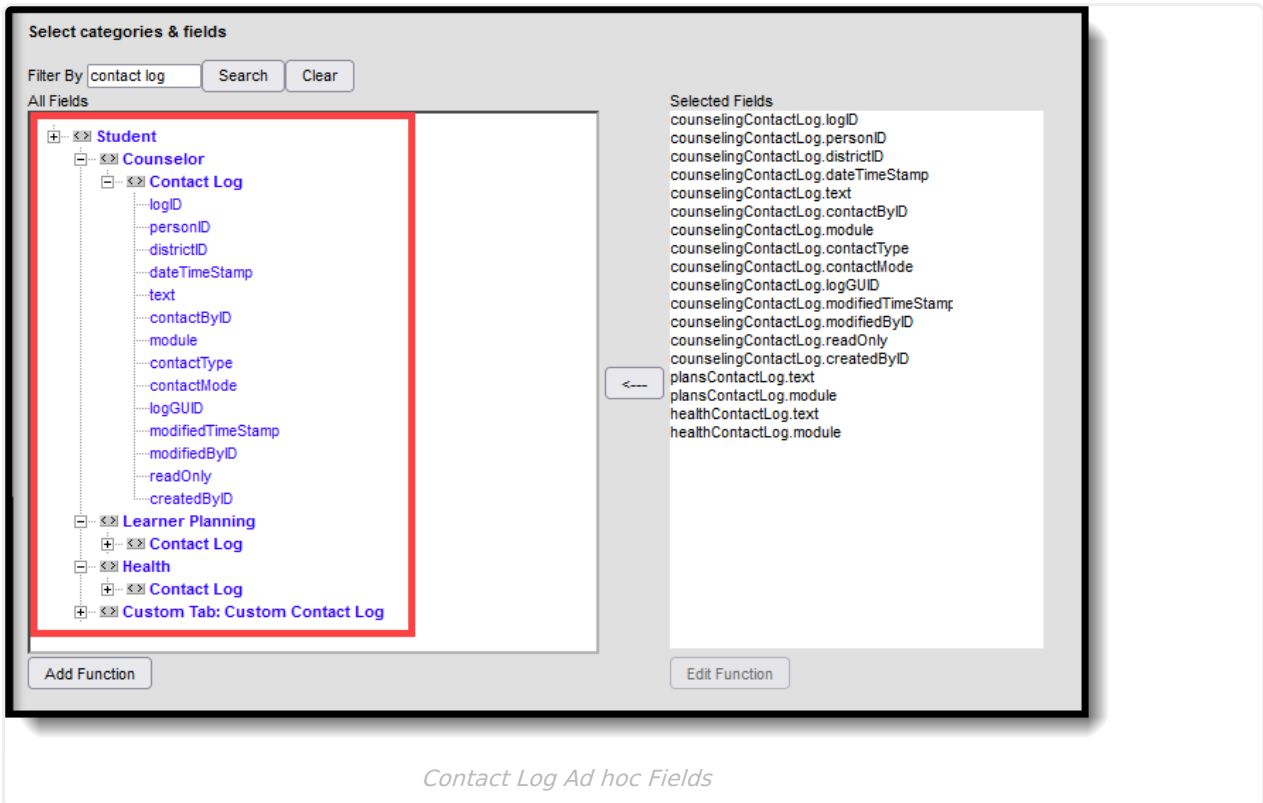 Select categories & fields
Filter By contact log Search Clear
All Fields
Student
Counselor
Contact Log
logID
personID
districtID
dateTimeStamp
text
contactByID
module
contactType
contactMode
logGUID
modifiedTimeStamp
modifiedByID
readOnly
createdByID
Learner Planning
Contact Log
Health
Contact Log
Custom Tab: Custom Contact Log
Add Function
<---
Selected Fields
counselingContactLog.logID
counselingContactLog.personID
counselingContactLog.districtID
counselingContactLog.dateTimeStamp
counselingContactLog.text
counselingContactLog.contactByID
counselingContactLog.module
counselingContactLog.contactType
counselingContactLog.contactMode
counselingContactLog.logGUID
counselingContactLog.modifiedTimeStamp
counselingContactLog.modifiedByID
counselingContactLog.readOnly
counselingContactLog.createdByID
plansContactLog.text
plansContactLog.module
healthContactLog.text
healthContactLog.module
Edit Function
Contact Log Ad hoc Fields